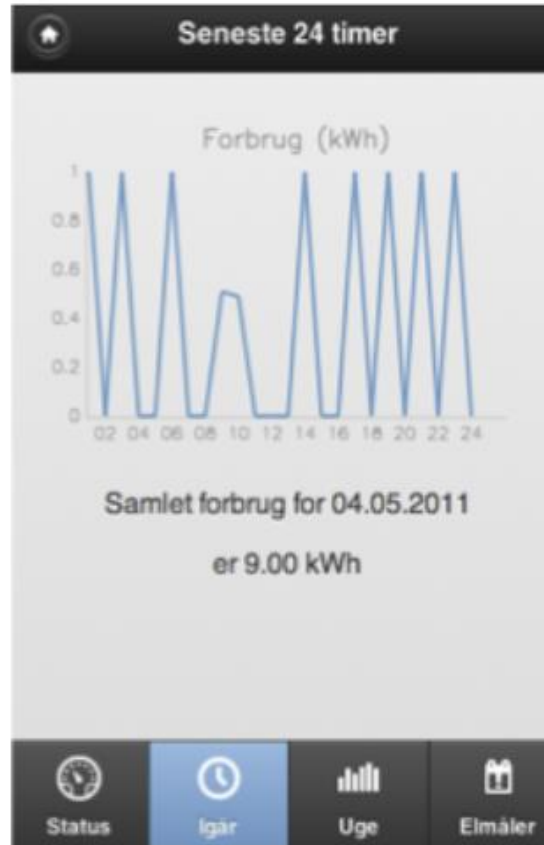 Seneste 24 timer
Forbrug (kWh)
1
0.8
0.6
0.4
0.2
0
02 04 06 08 10 12 14 16 18 20 22 24
Samlet forbrug for 04.05.2011
er 9.00 kWh
Status Igår Uge Elmåler